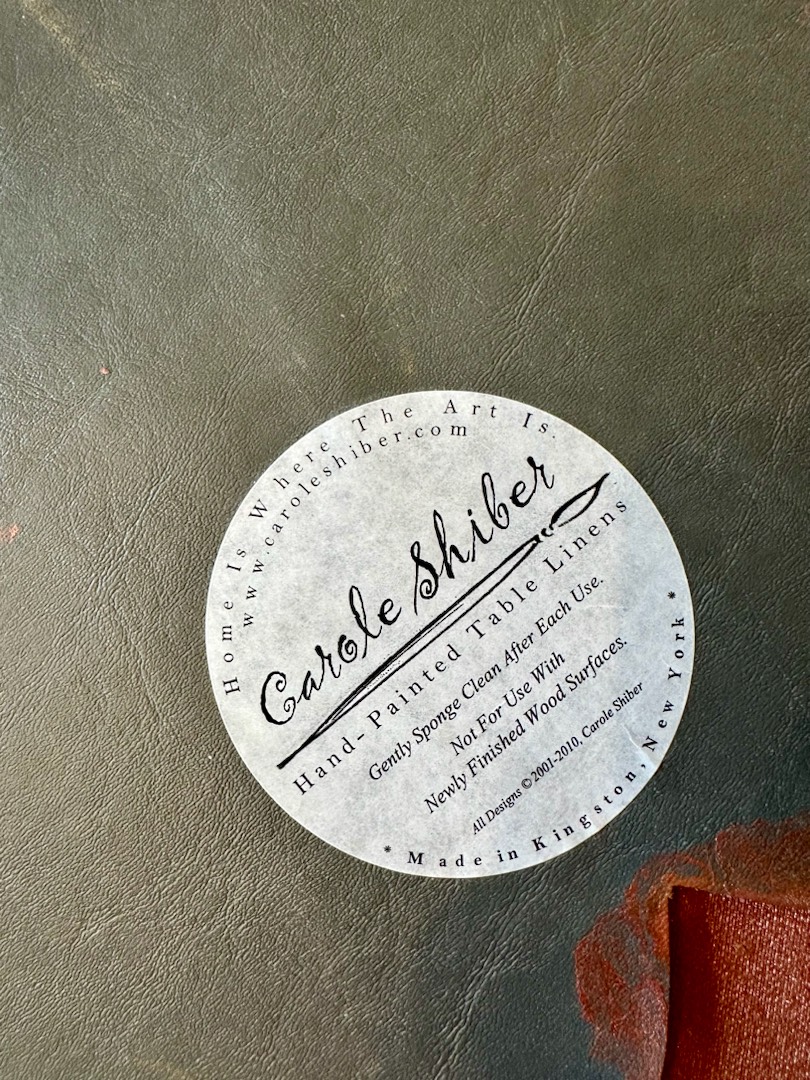 Home Is Where The Art Is.
www.caroleshiber.com
Carole Shiber
Hand-Painted Table Linens
Gently Sponge Clean After Each Use.
Not For Use With
Newly Finished Wood Surfaces.
All Designs © 2001-2010, Carole Shiber
* Made in Kingston, New York *